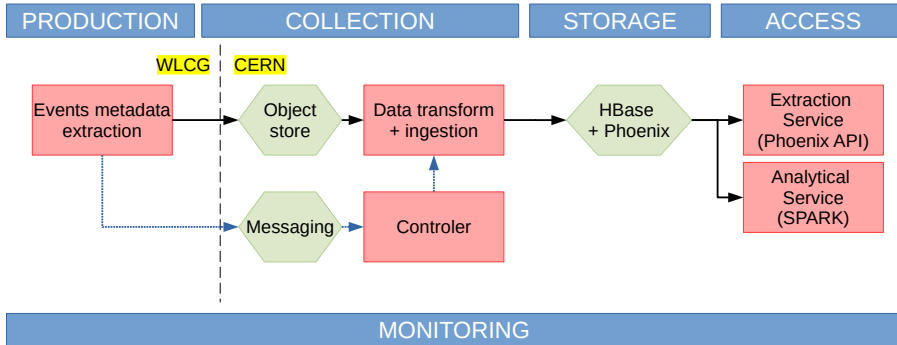 PRODUCTION
COLLECTION
STORAGE
ACCESS
WLCG
CERN
Events metadata
extraction
Object
store
Data transform
+ ingestion
HBase
+ Phoenix
Extraction
Service
(Phoenix API)
Analytical
Service
(SPARK)
Messaging
Controler
MONITORING